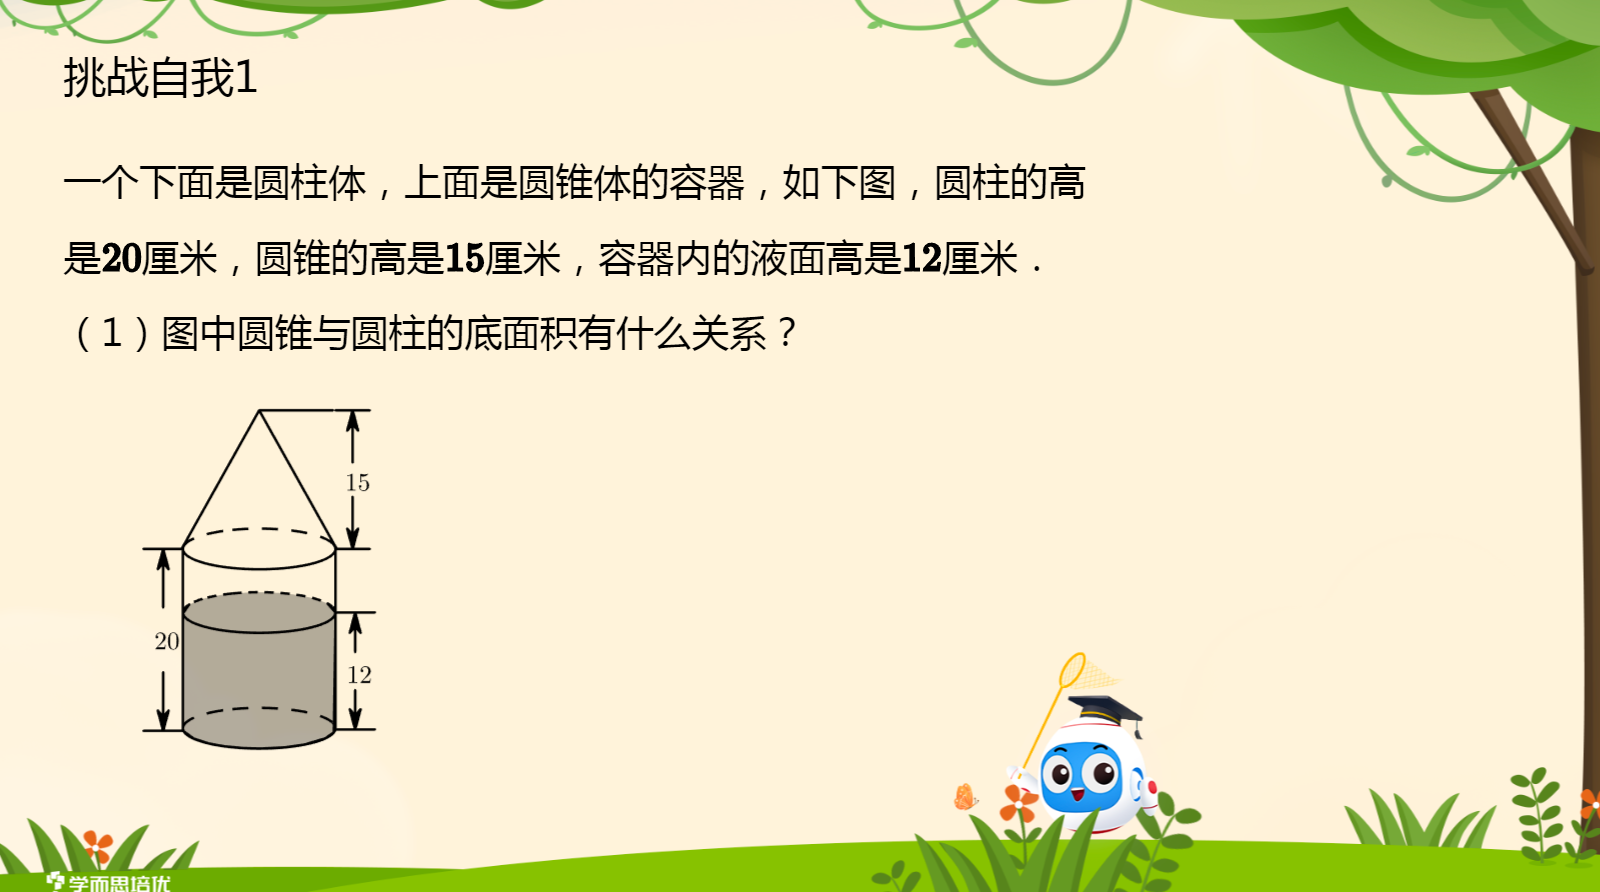 挑战自我1
一个下面是圆柱体，上面是圆锥体的容器，如下图，圆柱的高
是20厘米，圆锥的高是15厘米，容器内的液面高是12厘米．
（1）图中圆锥与圆柱的底面积有什么关系？
15
20
12
学而思培优